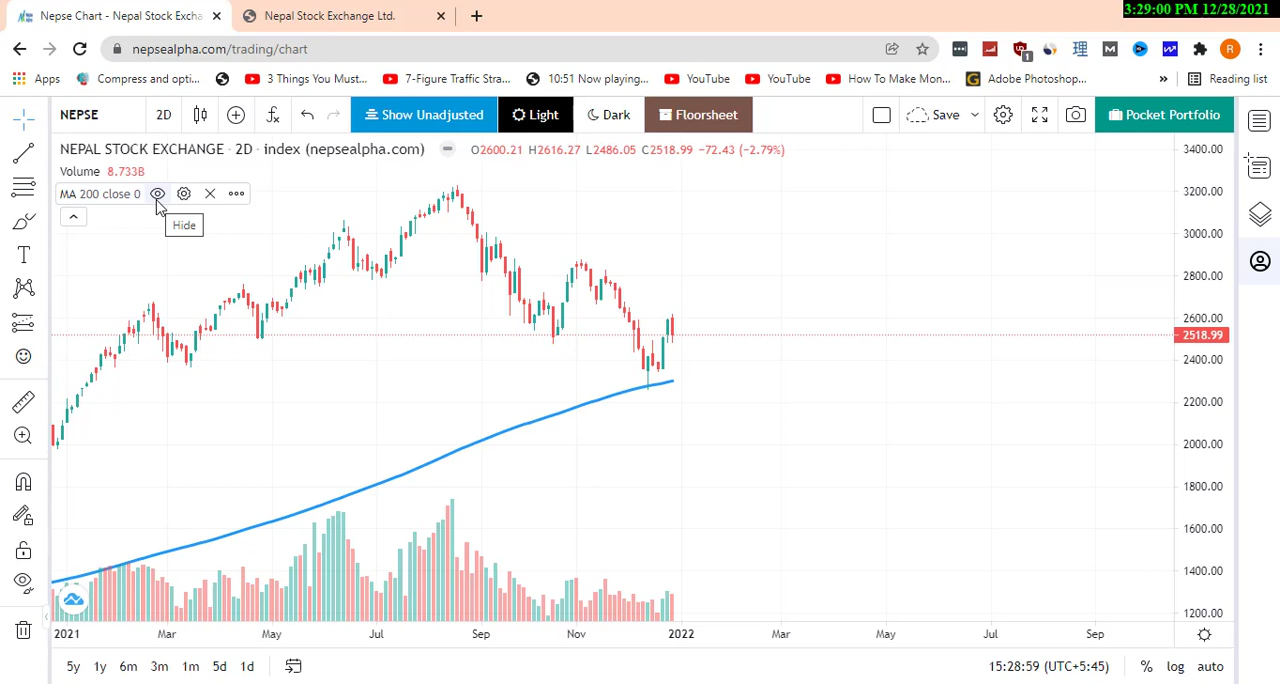 3:29:00 PM 12/28/2021
Nepse Chart - Nepal Stock Excha
Nepal Stock Exchange Ltd.
nepsealpha.com/trading/chart
R
Apps
Compress and opti...
3 Things You Must...
7-Figure Traffic Stra...
10:51 Now playing...
YouTube
YouTube
How To Make Mon...
Adobe Photoshop...
»
Reading list
NEPSE
2D
Show Unadjusted
Light
Dark
Floorsheet
Save
Pocket Portfolio
NEPAL STOCK EXCHANGE · 2D · index (nepsealpha.com)
O2600.21 H2616.27 L2486.05 C2518.99 −72.43 (−2.79%)
Volume 8.733B
MA 200 close 0
Hide
3400.00
3200.00
3000.00
2800.00
2600.00
2518.99
2400.00
2200.00
2000.00
1800.00
1600.00
1400.00
1200.00
2021 Mar May Jul Sep Nov 2022 Mar May Jul Sep
5y 1y 6m 3m 1m 5d 1d
15:28:59 (UTC+5:45)
% log auto